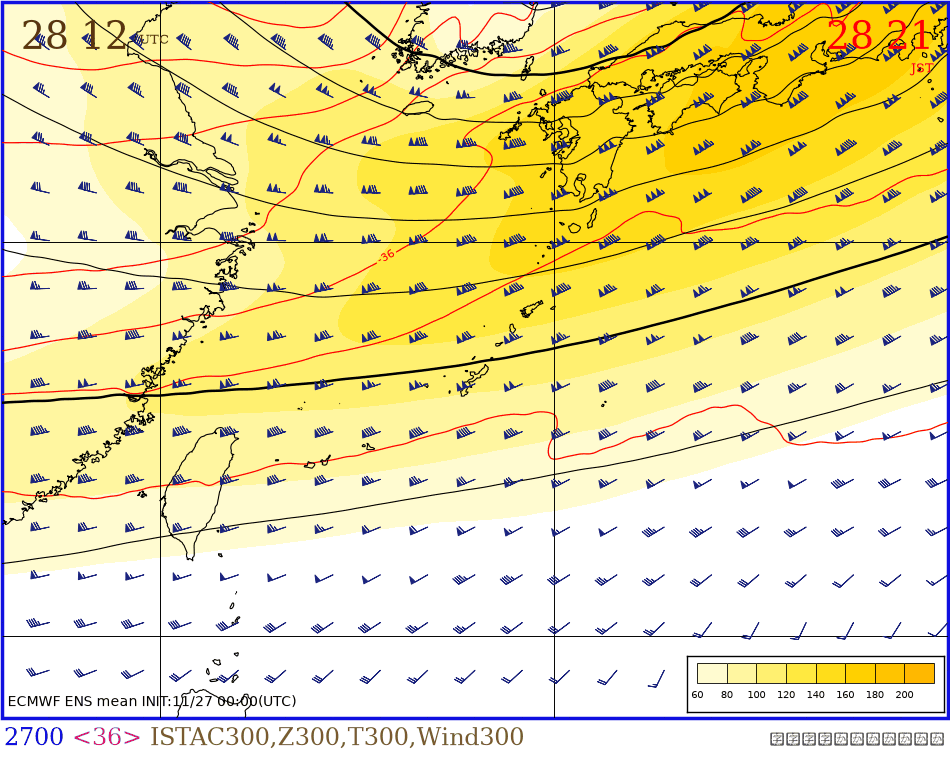 28 12 UTC
28 21
JST
-36
60 80 100 120 140 160 180 200
ECMWF ENS mean INIT:11/27 00:00(UTC)
2700 <36> ISTAC300,Z300,T300,Wind300